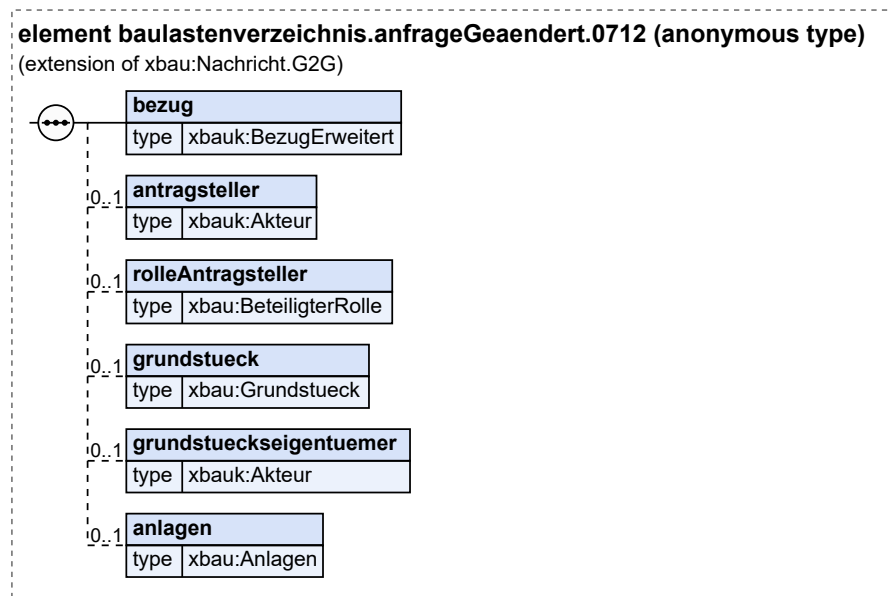 element baulastenverzeichnis.anfrageGeaendert.0712 (anonymous type)
(extension of xbau:Nachricht.G2G)
bezug
type xbauk:BezugErweitert
0..1 antragsteller
type xbauk:Akteur
0..1 rolleAntragsteller
type xbau:BeteiligterRolle
0..1 grundstueck
type xbau:Grundstueck
0..1 grundstueckseigentuemer
type xbauk:Akteur
0..1 anlagen
type xbau:Anlagen